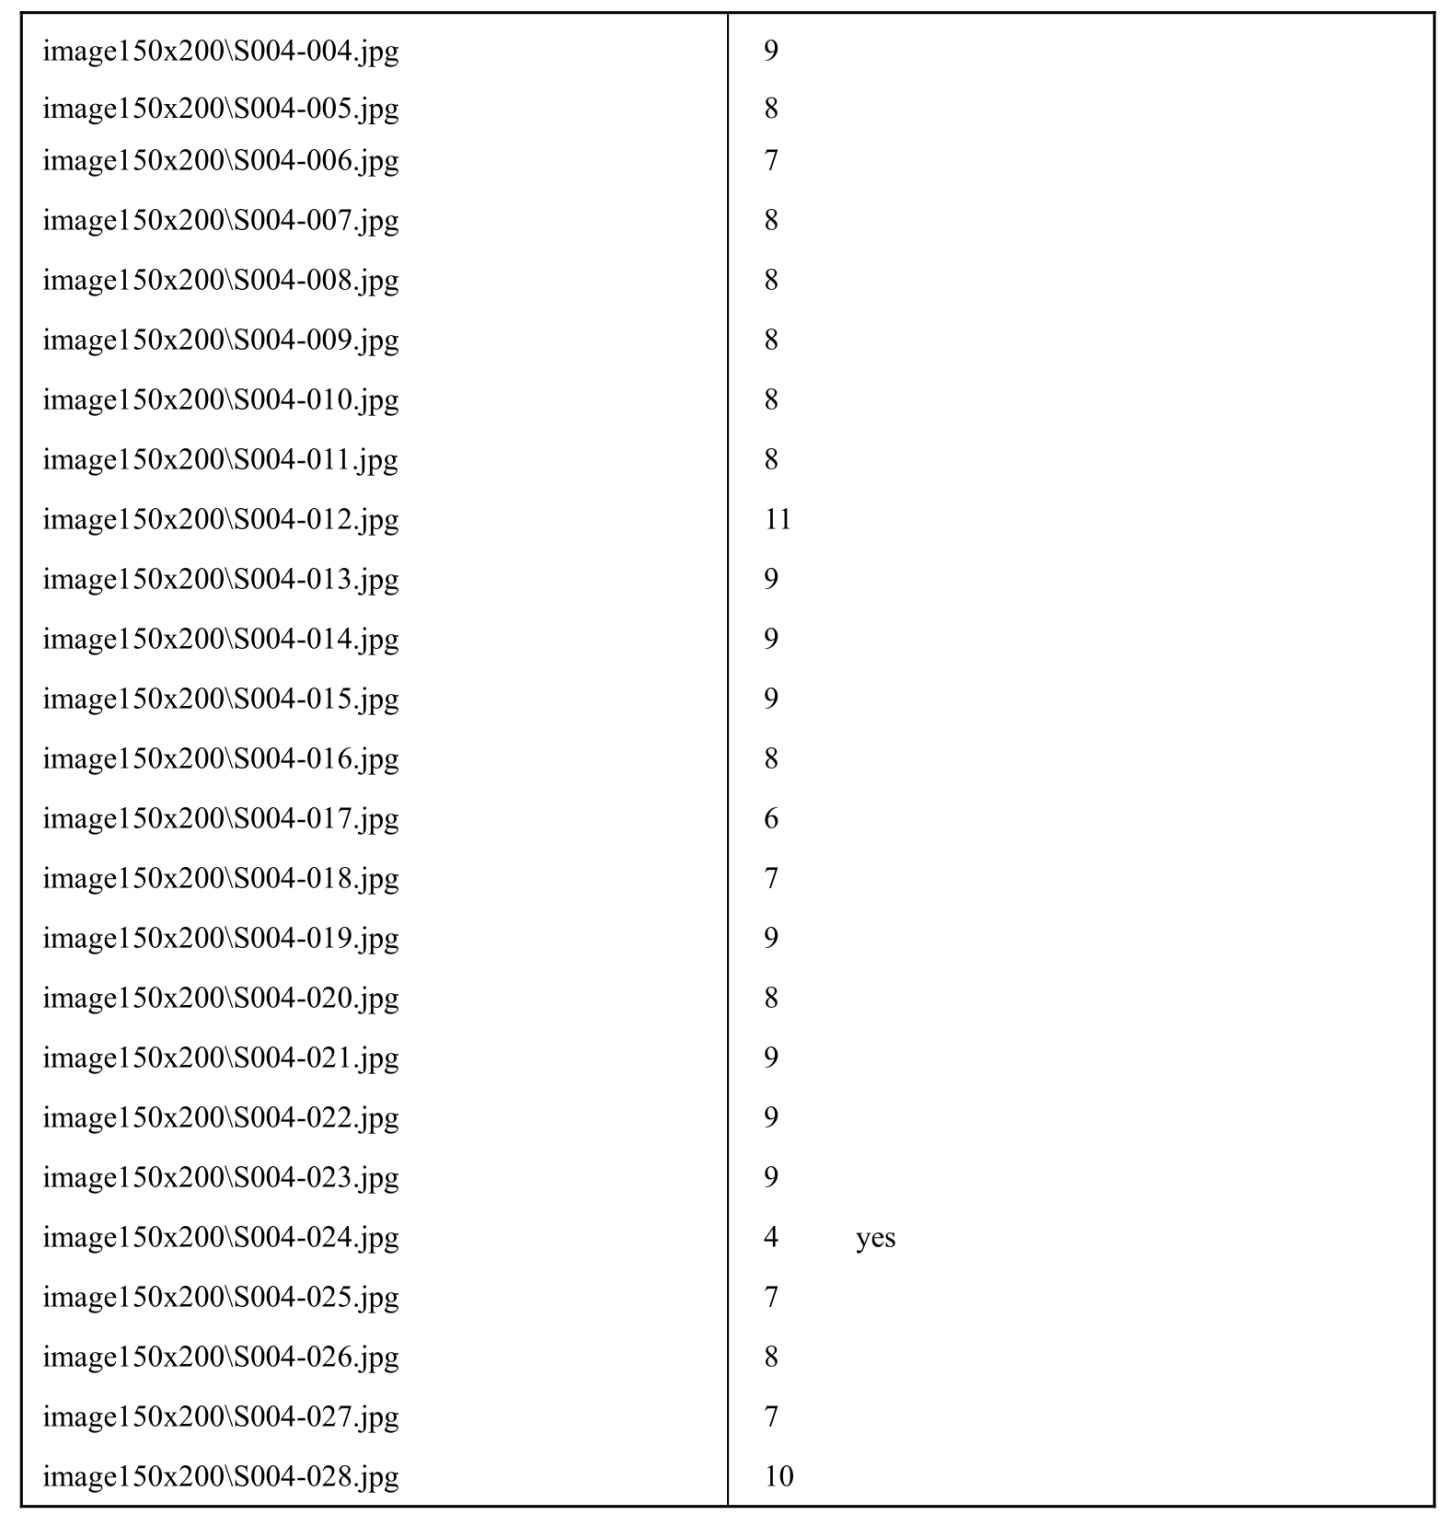 image150x200\S004-004.jpg 9
image150x200\S004-005.jpg 8
image150x200\S004-006.jpg 7
image150x200\S004-007.jpg 8
image150x200\S004-008.jpg 8
image150x200\S004-009.jpg 8
image150x200\S004-010.jpg 8
image150x200\S004-011.jpg 8
image150x200\S004-012.jpg 11
image150x200\S004-013.jpg 9
image150x200\S004-014.jpg 9
image150x200\S004-015.jpg 9
image150x200\S004-016.jpg 8
image150x200\S004-017.jpg 6
image150x200\S004-018.jpg 7
image150x200\S004-019.jpg 9
image150x200\S004-020.jpg 8
image150x200\S004-021.jpg 9
image150x200\S004-022.jpg 9
image150x200\S004-023.jpg 9
image150x200\S004-024.jpg 4 yes
image150x200\S004-025.jpg 7
image150x200\S004-026.jpg 8
image150x200\S004-027.jpg 7
image150x200\S004-028.jpg 10